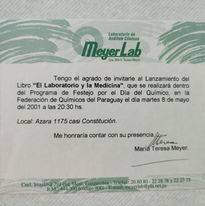 Laboratorio de
Análisis Clínicos
MeyerLab
Tengo el agrado de invitarle al Lanzamiento del
Libro "El Laboratorio y la Medicina", que se realizará dentro
del Programa de Festejo por el Día del Químico, en la
Federación de Químicos del Paraguay el día martes 8 de mayo
del 2001 a las 20:30 hs.
Local: Azara 1175 casi Constitución.
Me honraría contar con su presencia.
María Teresa Meyer.